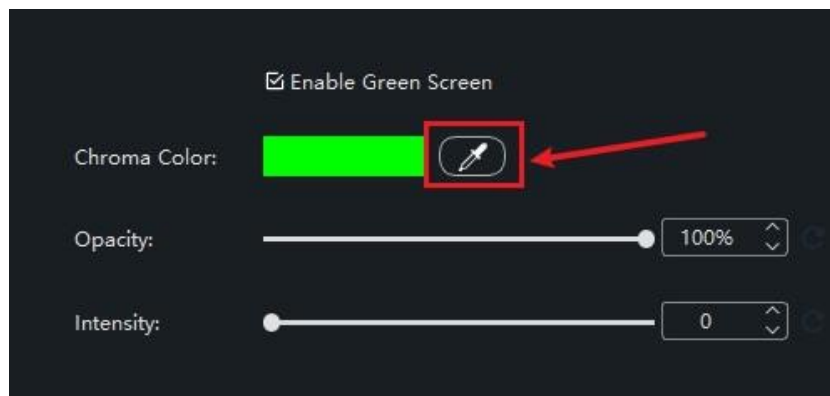 Enable Green Screen
Chroma Color:
Opacity: 100%
Intensity: 0